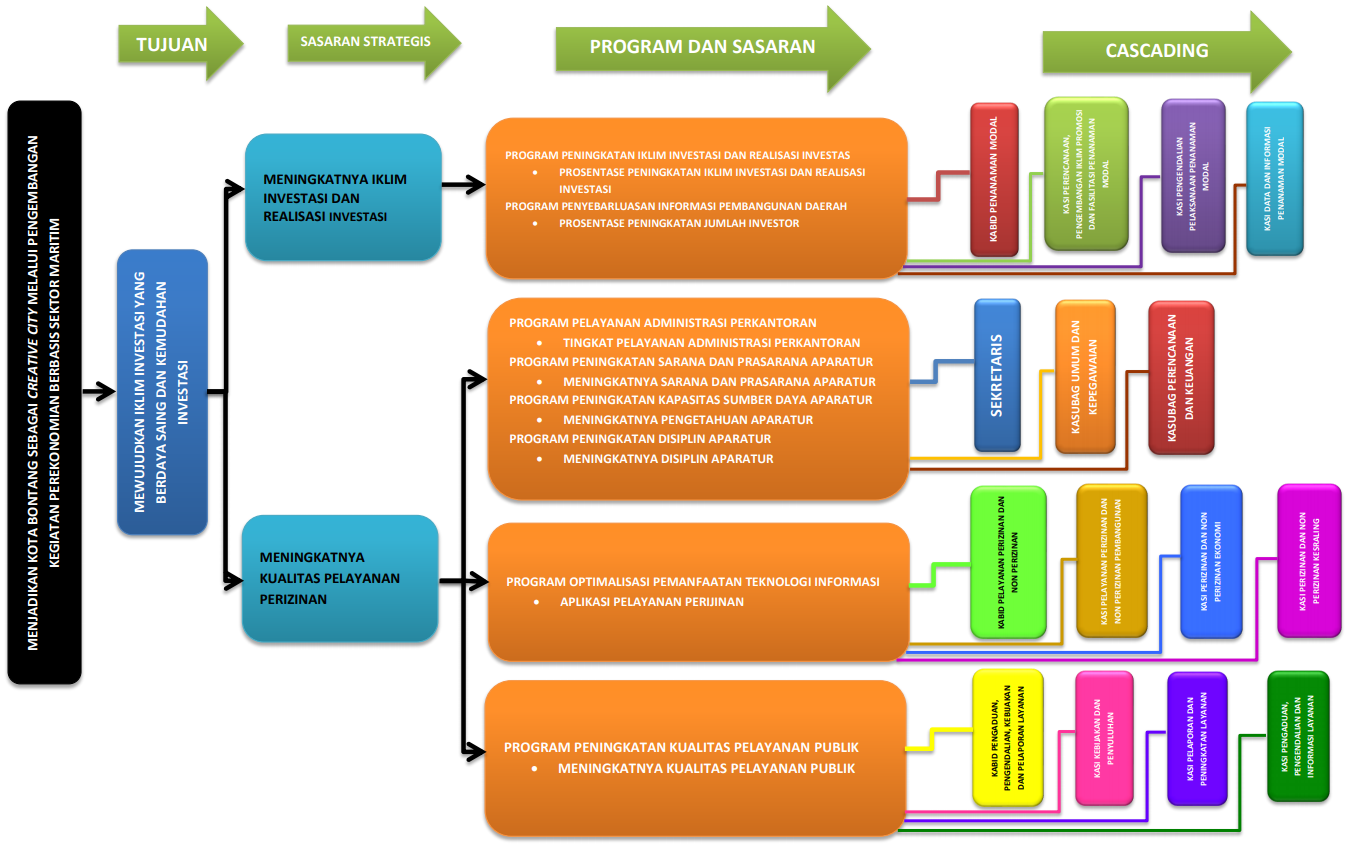 TUJUAN
SASARAN STRATEGIS
PROGRAM DAN SASARAN
CASCADING
MENJADIKAN KOTA BONTANG SEBAGAI CREATIVE CITY MELALUI PENGEMBANGAN
KEGIATAN PEREKONOMIAN BERBASIS SEKTOR MARITIM
MEWUJUDKAN IKLIM INVESTASI YANG
BERDAYA SAING DAN KEMUDAHAN
INVESTASI
MENINGKATNYA IKLIM
INVESTASI DAN
REALISASI INVESTASI
PROGRAM PENINGKATAN IKLIM INVESTASI DAN REALISASI INVESTAS
• PROSENTASE PENINGKATAN IKLIM INVESTASI DAN REALISASI
INVESTASI
PROGRAM PENYEBARLUASAN INFORMASI PEMBANGUNAN DAERAH
• PROSENTASE PENINGKATAN JUMLAH INVESTOR
KABID PENANAMAN MODAL
KASI PERENCANAAN,
PENGEMBANGAN IKLIM PROMOSI
DAN FASILITASI PENANAMAN
MODAL
KASI PENGENDALIAN
PELAKSANAAN PENANAMAN
MODAL
KASI DATA DAN INFORMASI
PENANAMAN MODAL
PROGRAM PELAYANAN ADMINISTRASI PERKANTORAN
• TINGKAT PELAYANAN ADMINISTRASI PERKANTORAN
PROGRAM PENINGKATAN SARANA DAN PRASARANA APARATUR
• MENINGKATNYA SARANA DAN PRASARANA APARATUR
PROGRAM PENINGKATAN KAPASITAS SUMBER DAYA APARATUR
• MENINGKATNYA PENGETAHUAN APARATUR
PROGRAM PENINGKATAN DISIPLIN APARATUR
• MENINGKATNYA DISIPLIN APARATUR
SEKRETARIS
KASUBAG UMUM DAN
KEPEGAWAIAN
KASUBAG PERENCANAAN
DAN KEUANGAN
MENINGKATNYA
KUALITAS PELAYANAN
PERIZINAN
PROGRAM OPTIMALISASI PEMANFAATAN TEKNOLOGI INFORMASI
• APLIKASI PELAYANAN PERIJINAN
KABID PELAYANAN PERIZINAN DAN
NON PERIZINAN
KASI PELAYANAN PERIZINAN DAN
NON PERIZINAN PEMBANGUNAN
KASI PERIZINAN DAN NON
PERIZINAN EKONOMI
KASI PERIZINAN DAN NON
PERIZINAN KESRALING
PROGRAM PENINGKATAN KUALITAS PELAYANAN PUBLIK
• MENINGKATNYA KUALITAS PELAYANAN PUBLIK
KABID PENGADUAN,
PENGENDALIAN, KEBIJAKAN
DAN PELAPORAN LAYANAN
KASI KEBIJAKAN DAN
PENYULUHAN
KASI PELAPORAN DAN
PENINGKATAN LAYANAN
KASI PENGADUAN,
PENGENDALIAN DAN
INFORMASI LAYANAN